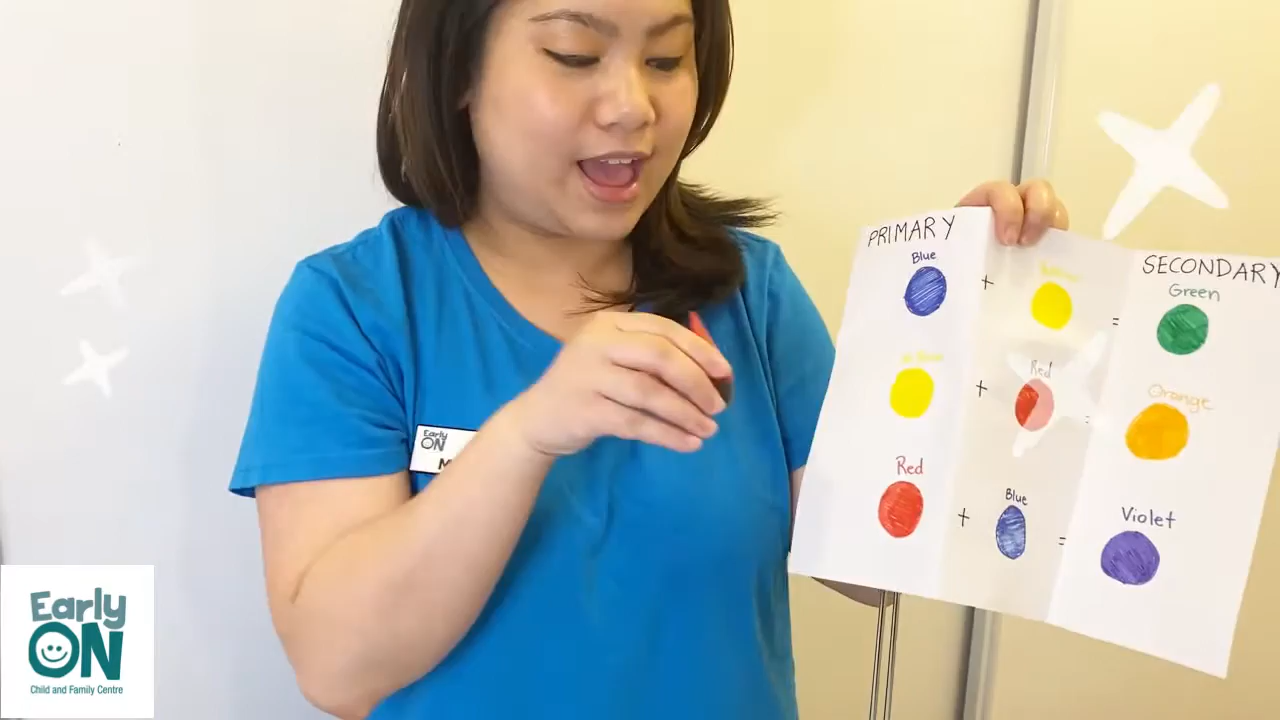 PRIMARY
SECONDARY
Blue
+
=
Green
+
Red
=
Orange
Red
+
Blue
=
Violet
Early
ON
Early
ON
Child and Family Centre